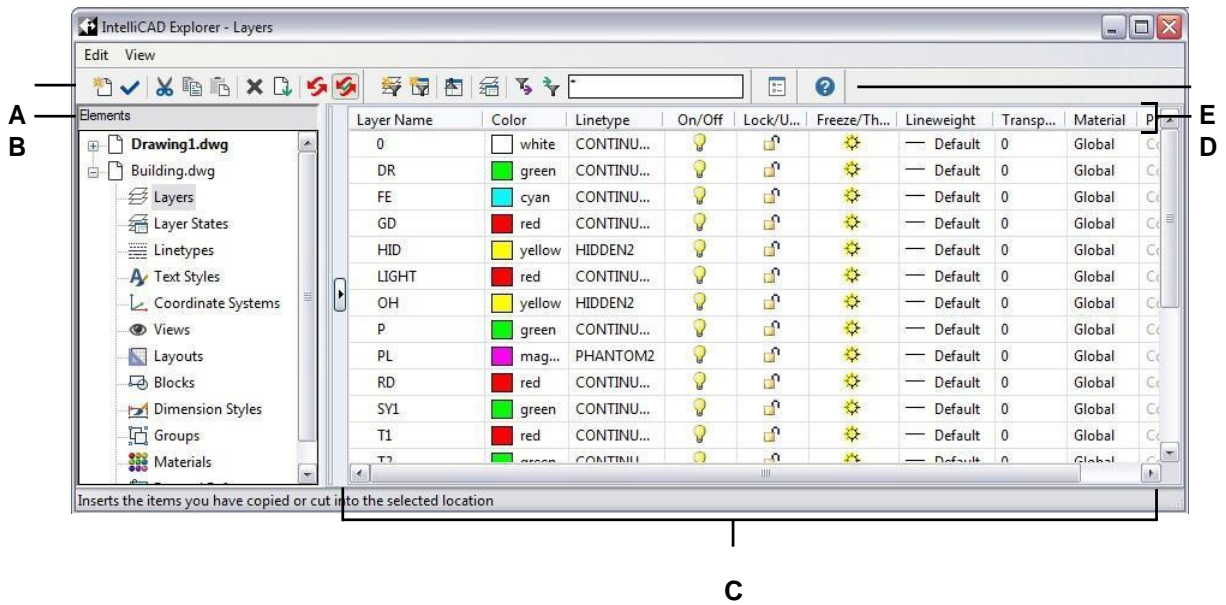 IntelliCAD Explorer - Layers
Edit View
*
A
B
E
D
Elements
Drawing1.dwg
Building.dwg
Layers
Layer States
Linetypes
Text Styles
Coordinate Systems
Views
Layouts
Blocks
Dimension Styles
Groups
Materials
Layer Name Color Linetype On/Off Lock/U... Freeze/Th... Lineweight Transp... Material P
0 white CONTINU... Default 0 Global
DR green CONTINU... Default 0 Global
FE cyan CONTINU... Default 0 Global
GD red CONTINU... Default 0 Global
HID yellow HIDDEN2 Default 0 Global
LIGHT red CONTINU... Default 0 Global
OH yellow HIDDEN2 Default 0 Global
P green CONTINU... Default 0 Global
PL mag... PHANTOM2 Default 0 Global
RD red CONTINU... Default 0 Global
SY1 green CONTINU... Default 0 Global
T1 red CONTINU... Default 0 Global
T2 green CONTINU Default 0 Global
Inserts the items you have copied or cut into the selected location
C